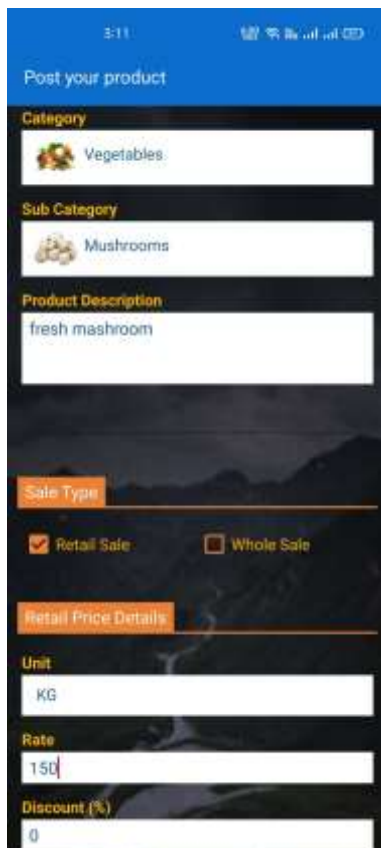 3:11
Post your product
Category
Vegetables
Sub Category
Mushrooms
Product Description
fresh mashroom
Sale Type
Retail Sale
Whole Sale
Retail Price Details
Unit
KG
Rate
150
Discount (%)
0